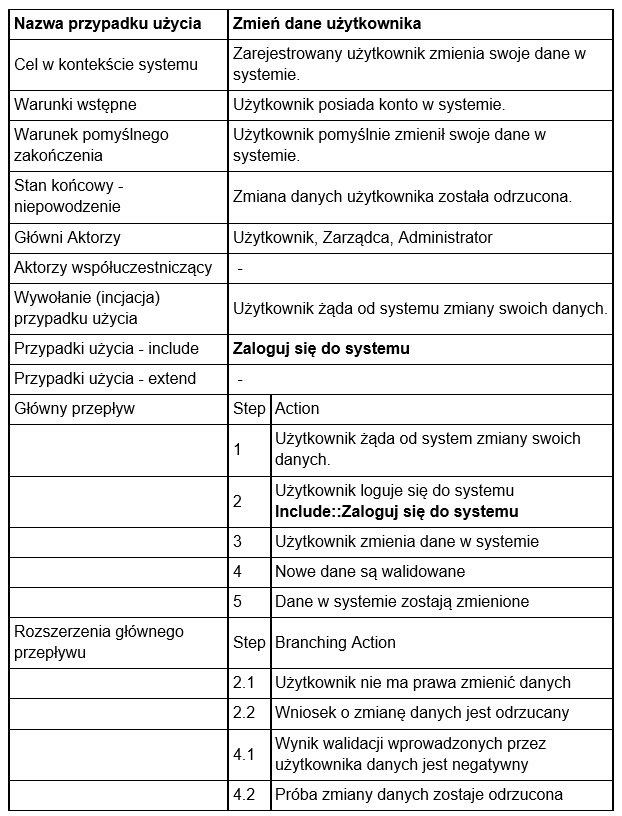 Nazwa przypadku użycia Zmień dane użytkownika
Cel w kontekście systemu Zarejestrowany użytkownik zmienia swoje dane w
systemie.
Warunki wstępne Użytkownik posiada konto w systemie.
Warunek pomyślnego
zakończenia Użytkownik pomyślnie zmienił swoje dane w
systemie.
Stan końcowy -
niepowodzenie Zmiana danych użytkownika została odrzucona.
Główni Aktorzy Użytkownik, Zarządca, Administrator
Aktorzy współuczestniczący -
Wywołanie (incjacja)
przypadku użycia Użytkownik żąda od systemu zmiany swoich danych.
Przypadki użycia - include Zaloguj się do systemu
Przypadki użycia - extend -
Główny przepływ Step Action
1 Użytkownik żąda od system zmiany swoich
danych.
2 Użytkownik loguje się do systemu
Include::Zaloguj się do systemu
3 Użytkownik zmienia dane w systemie
4 Nowe dane są walidowane
5 Dane w systemie zostają zmienione
Rozszerzenia głównego
przepływu Step Branching Action
2.1 Użytkownik nie ma prawa zmienić danych
2.2 Wniosek o zmianę danych jest odrzucany
4.1 Wynik walidacji wprowadzonych przez
użytkownika danych jest negatywny
4.2 Próba zmiany danych zostaje odrzucona